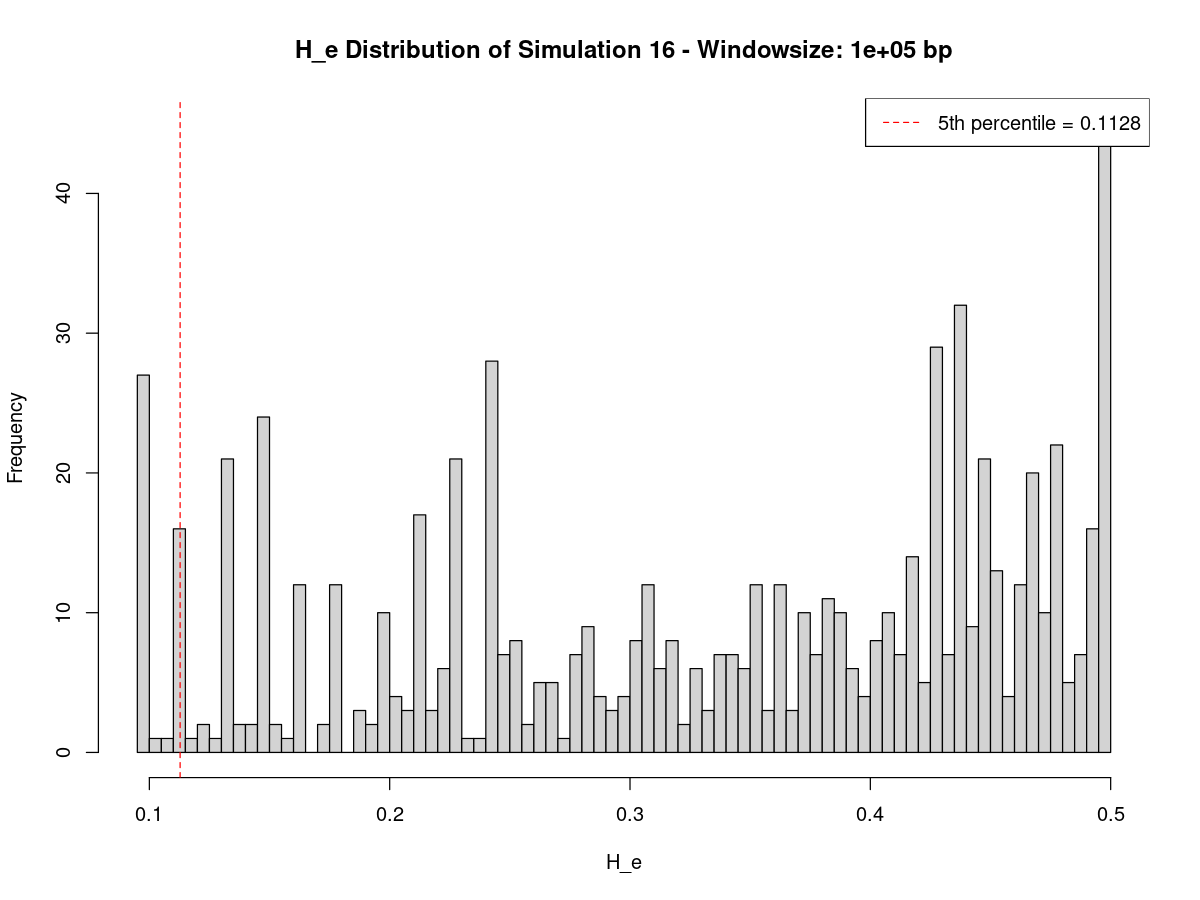 H_e Distribution of Simulation 16 - Windowsize: 1e+05 bp
5th percentile = 0.1128
Frequency
40
30
20
10
0
0.1 0.2 0.3 0.4 0.5
H_e